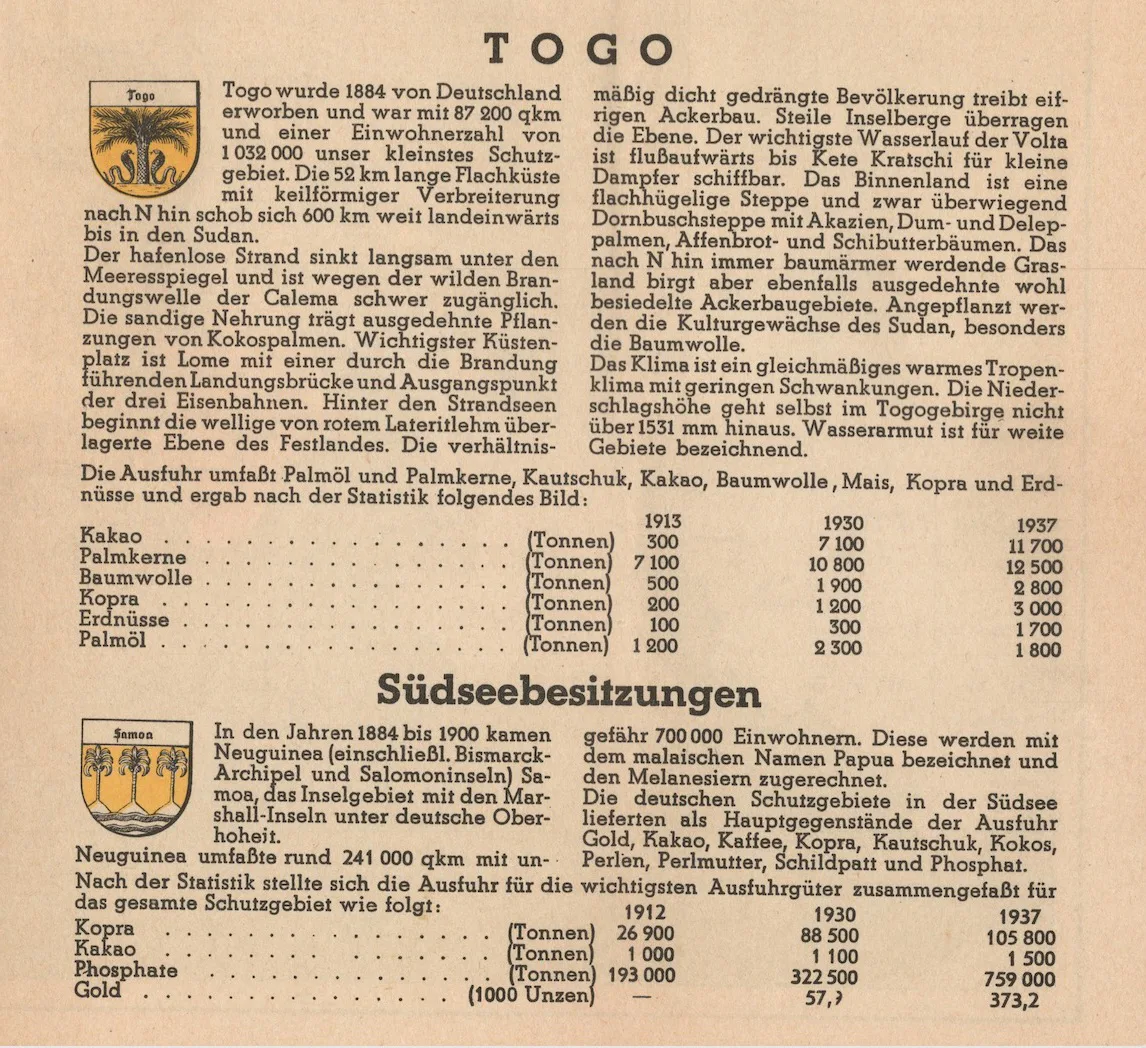 TOGO
Togo
Togo wurde 1884 von Deutschland
erworben und war mit 87 200 qkm
und einer Einwohnerzahl von
1 032 000 unser kleinstes Schutz-
gebiet. Die 52 km lange Flachküste
mit keilförmiger Verbreiterung
nach N hin schob sich 600 km weit landeinwärts
bis in den Sudan.
Der hafenlose Strand sinkt langsam unter den
Meeresspiegel und ist wegen der wilden Bran-
dungswelle der Calema schwer zugänglich.
Die sandige Nehrung trägt ausgedehnte Pflan-
zungen von Kokospalmen. Wichtigster Küsten-
platz ist Lome mit einer durch die Brandung
führenden Landungsbrücke und Ausgangspunkt
der drei Eisenbahnen. Hinter den Strandseen
beginnt die wellige von rotem Lateritlehm über-
lagerte Ebene des Festlandes. Die verhältnis-
mäßig dicht gedrängte Bevölkerung treibt eif-
rigen Ackerbau. Steile Inselberge überragen
die Ebene. Der wichtigste Wasserlauf der Volta
ist flußaufwärts bis Kete Kratschi für kleine
Dampfer schiffbar. Das Binnenland ist eine
flachhügelige Steppe und zwar überwiegend
Dornbuschsteppe mit Akazien, Dum- und Delep-
palmen, Affenbrot- und Schibutterbäumen. Das
nach N hin immer baumärmer werdende Gras-
land birgt aber ebenfalls ausgedehnte wohl
besiedelte Ackerbaugebiete. Angepflanzt wer-
den die Kulturgewächse des Sudan, besonders
die Baumwolle.
Das Klima ist ein gleichmäßiges warmes Tropen-
klima mit geringen Schwankungen. Die Nieder-
schlagshöhe geht selbst im Togogebirge nicht
über 1531 mm hinaus. Wasserarmut ist für weite
Gebiete bezeichnend.
Die Ausfuhr umfaßt Palmöl und Palmkerne, Kautschuk, Kakao, Baumwolle, Mais, Kopra und Erd-
nüsse und ergab nach der Statistik folgendes Bild:
1913 1930 1937
Kakao . . . . . . . . . . . . . . . . . (Tonnen) 300 7 100 11 700
Palmkerne . . . . . . . . . . . . . . . (Tonnen) 7 100 10 800 12 500
Baumwolle . . . . . . . . . . . . . . . (Tonnen) 500 1 900 2 800
Kopra . . . . . . . . . . . . . . . . . (Tonnen) 200 1 200 3 000
Erdnüsse . . . . . . . . . . . . . . . . (Tonnen) 100 300 1 700
Palmöl . . . . . . . . . . . . . . . . . (Tonnen) 1 200 2 300 1 800
Südseebesitzungen
Samoa
In den Jahren 1884 bis 1900 kamen
Neuguinea (einschließl. Bismarck-
Archipel und Salomoninseln) Sa-
moa, das Inselgebiet mit den Mar-
shall-Inseln unter deutsche Ober-
hoheit.
Neuguinea umfaßte rund 241 000 qkm mit un-
gefähr 700 000 Einwohnern. Diese werden mit
dem malaischen Namen Papua bezeichnet und
den Melanesiern zugerechnet.
Die deutschen Schutzgebiete in der Südsee
lieferten als Hauptgegenstände der Ausfuhr
Gold, Kakao, Kaffee, Kopra, Kautschuk, Kokos,
Perlen, Perlmutter, Schildpatt und Phosphat.
Nach der Statistik stellte sich die Ausfuhr für die wichtigsten Ausfuhrgüter zusammengefaßt für
das gesamte Schutzgebiet wie folgt:
1912 1930 1937
Kopra . . . . . . . . . . . . . . . . (Tonnen) 26 900 88 500 105 800
Kakao . . . . . . . . . . . . . . . . (Tonnen) 1 000 1 100 1 500
Phosphate . . . . . . . . . . . . . . (Tonnen) 193 000 322 500 759 000
Gold . . . . . . . . . . . . . . . (1000 Unzen) — 373,2